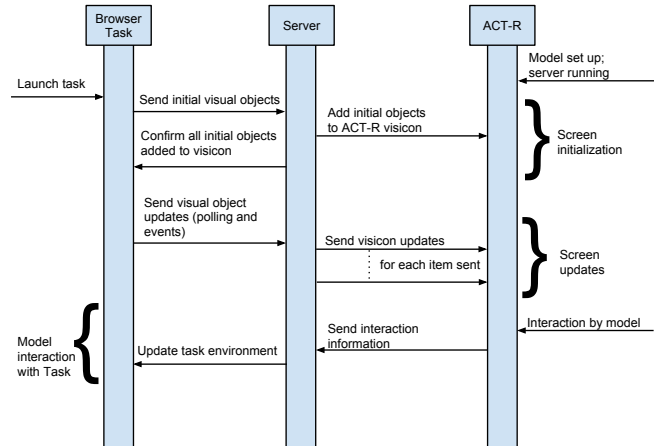 Browser
Task
Server
ACT-R
Model set up;
server running
Launch task
Send initial visual objects
Add initial objects
to ACT-R visicon
Confirm all initial objects
added to visicon
Screen
initialization
Send visual object
updates (polling and
events)
Send visicon updates
for each item sent
Screen
updates
Interaction by model
Send interaction
information
Model
interaction
with Task
Update task environment